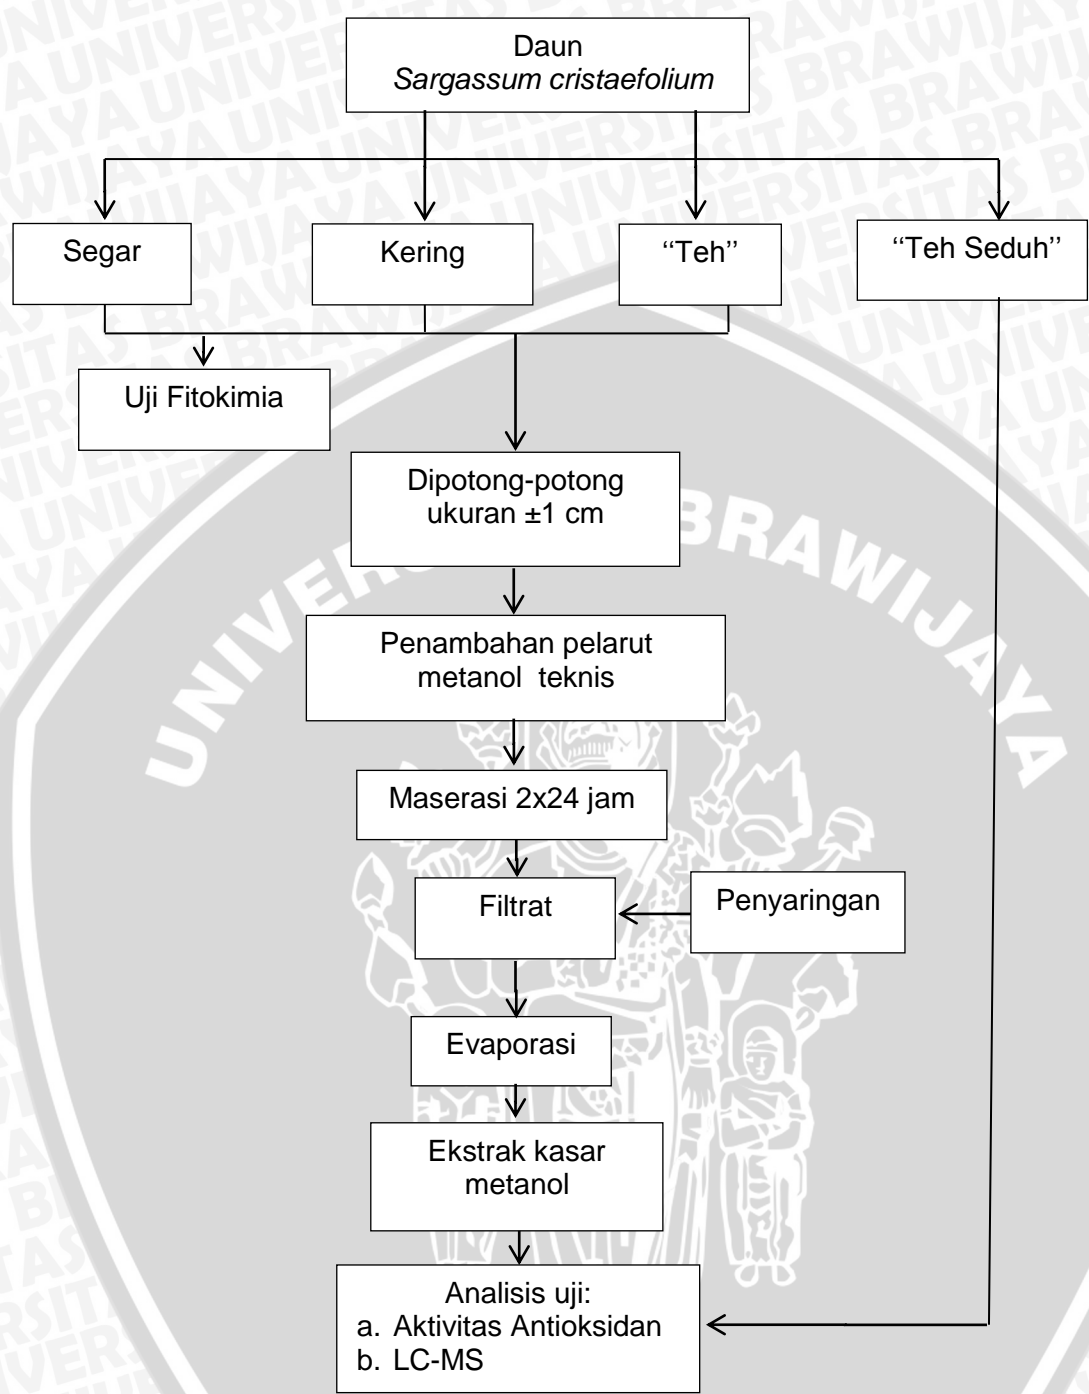 Daun
Sargassum cristaefolium
Segar
Kering
‘‘Teh’’
‘‘Teh Seduh’’
Uji Fitokimia
Dipotong-potong
ukuran ±1 cm
Penambahan pelarut
metanol  teknis
Maserasi 2x24 jam
Filtrat
Penyaringan
Evaporasi
Ekstrak kasar
metanol
Analisis uji:
a. Aktivitas Antioksidan
b. LC-MS